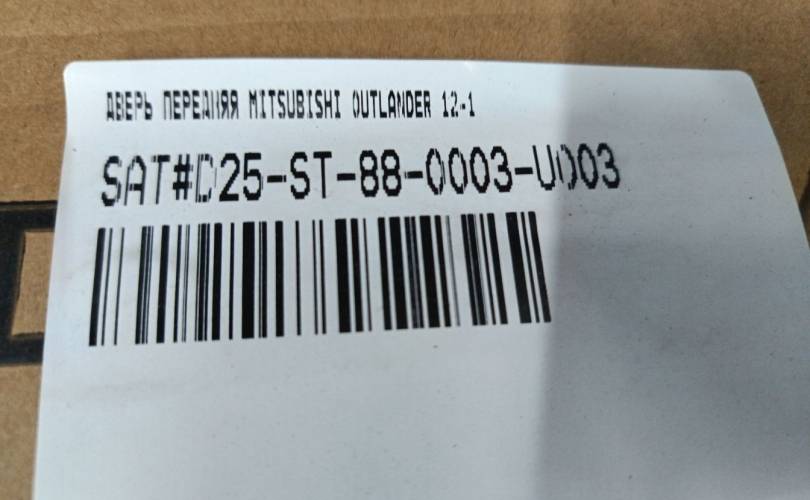 ДВЕРЬ ПЕРЕДНЯЯ MITSUBISHI OUTLANDER 12-1
SAT#D25-ST-88-0003-U003